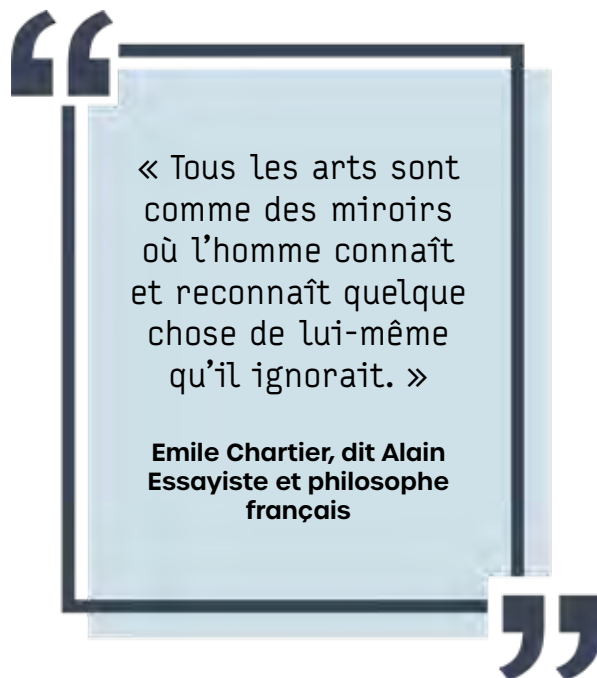 « Tous les arts sont
comme des miroirs
où l’homme connaît
et reconnaît quelque
chose de lui-même
qu’il ignorait. »
Emile Chartier, dit Alain
Essayiste et philosophe
français